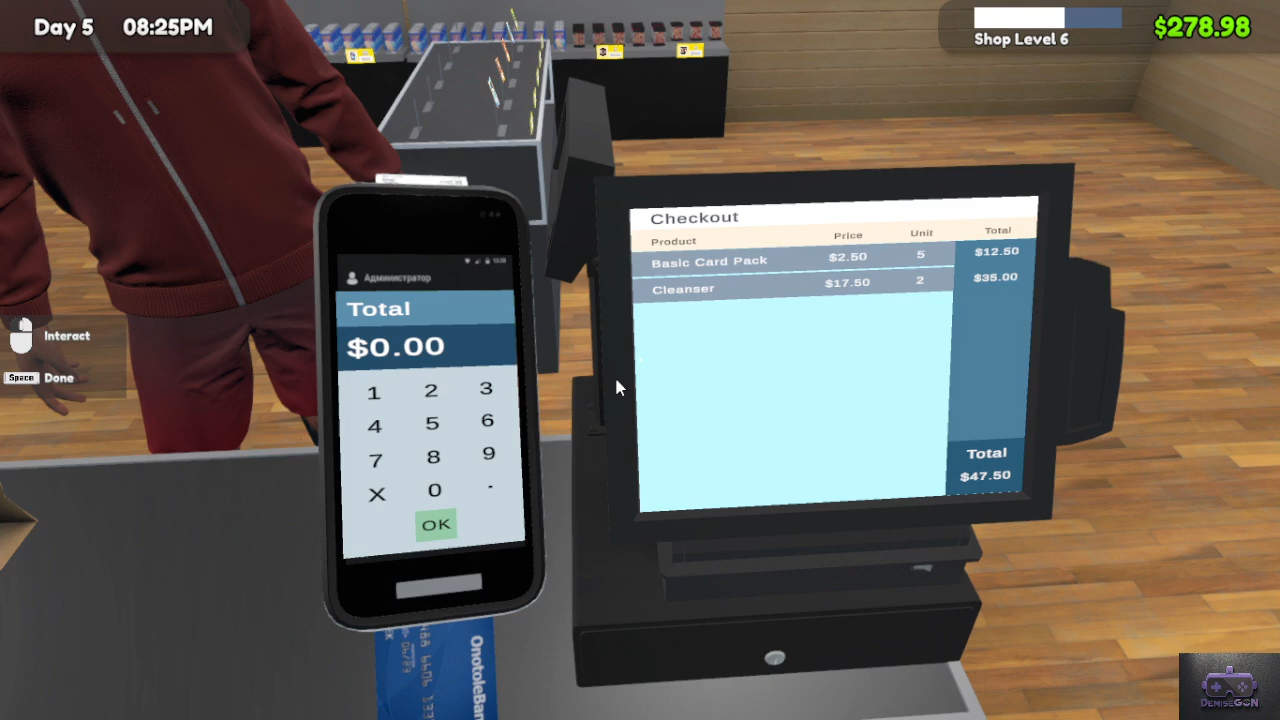 Day 5 08:25PM
Shop Level 6
$278.98
Interact
Space Done
Администратор
Total
$0.00
1 2 3
4 5 6
7 8 9
X 0 .
OK
OnotoleBan
Checkout
Product Price Unit Total
Basic Card Pack $2.50 5 $12.50
Cleanser $17.50 2 $35.00
Total
$47.50
DEMISEGON